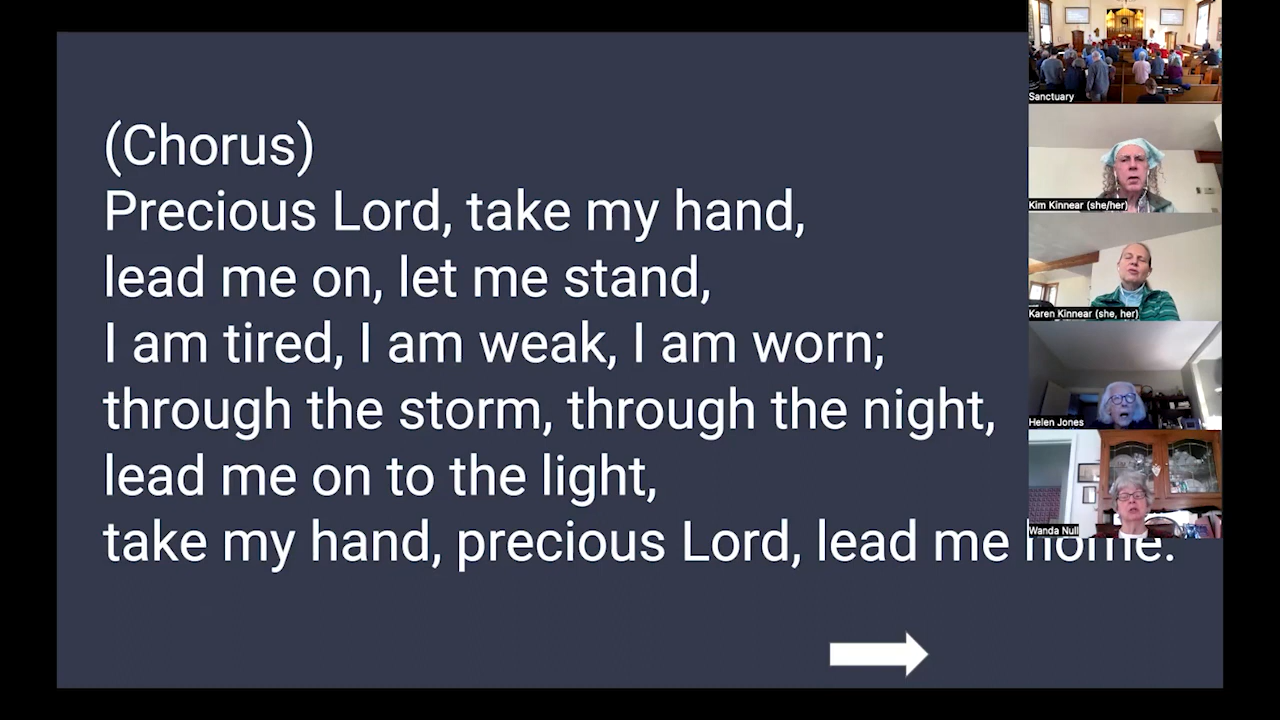 (Chorus)
Precious Lord, take my hand,
lead me on, let me stand,
I am tired, I am weak, I am worn;
through the storm, through the night,
lead me on to the light,
take my hand, precious Lord, lead me home.
Sanctuary
Kim Kinnear (she/her)
Karen Kinnear (she, her)
Helen Jones
Wanda Null